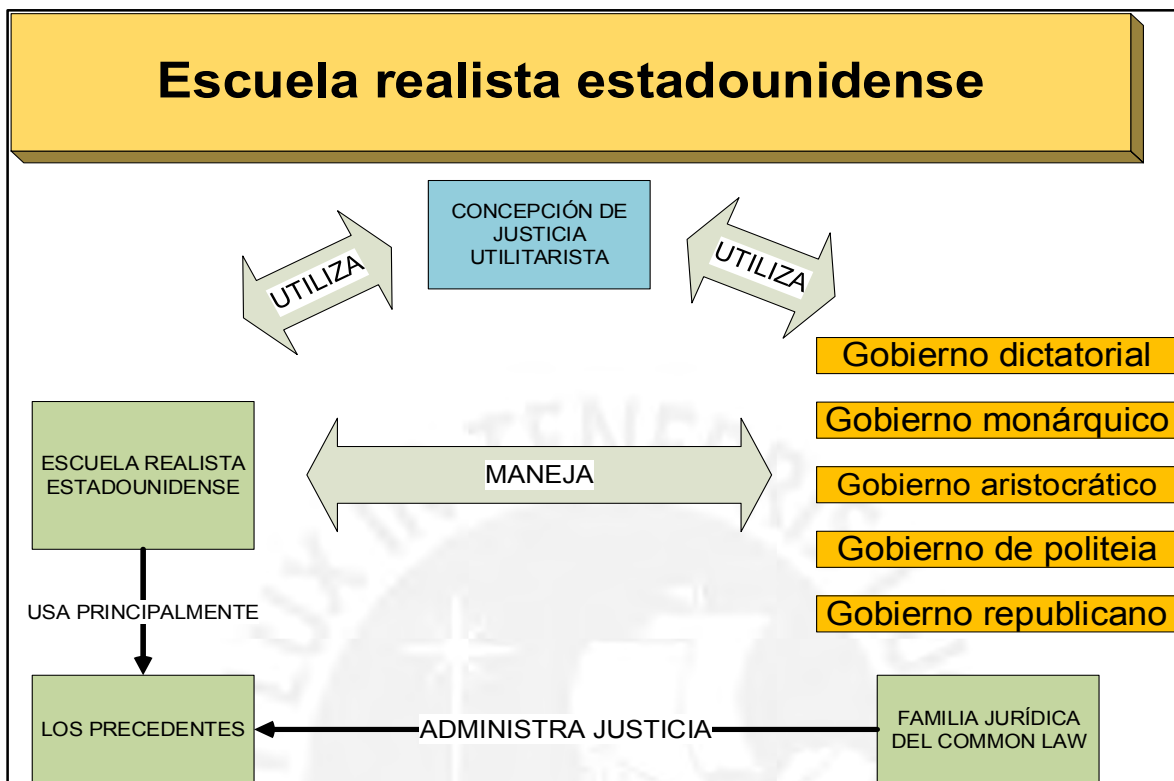 Escuela realista estadounidense
CONCEPCIÓN DE
JUSTICIA
UTILITARISTA
UTILIZA
UTILIZA
Gobierno dictatorial
Gobierno monárquico
Gobierno aristocrático
Gobierno de politeia
Gobierno republicano
ESCUELA REALISTA
ESTADOUNIDENSE
MANEJA
USA PRINCIPALMENTE
LOS PRECEDENTES
ADMINISTRA JUSTICIA
FAMILIA JURÍDICA
DEL COMMON LAW